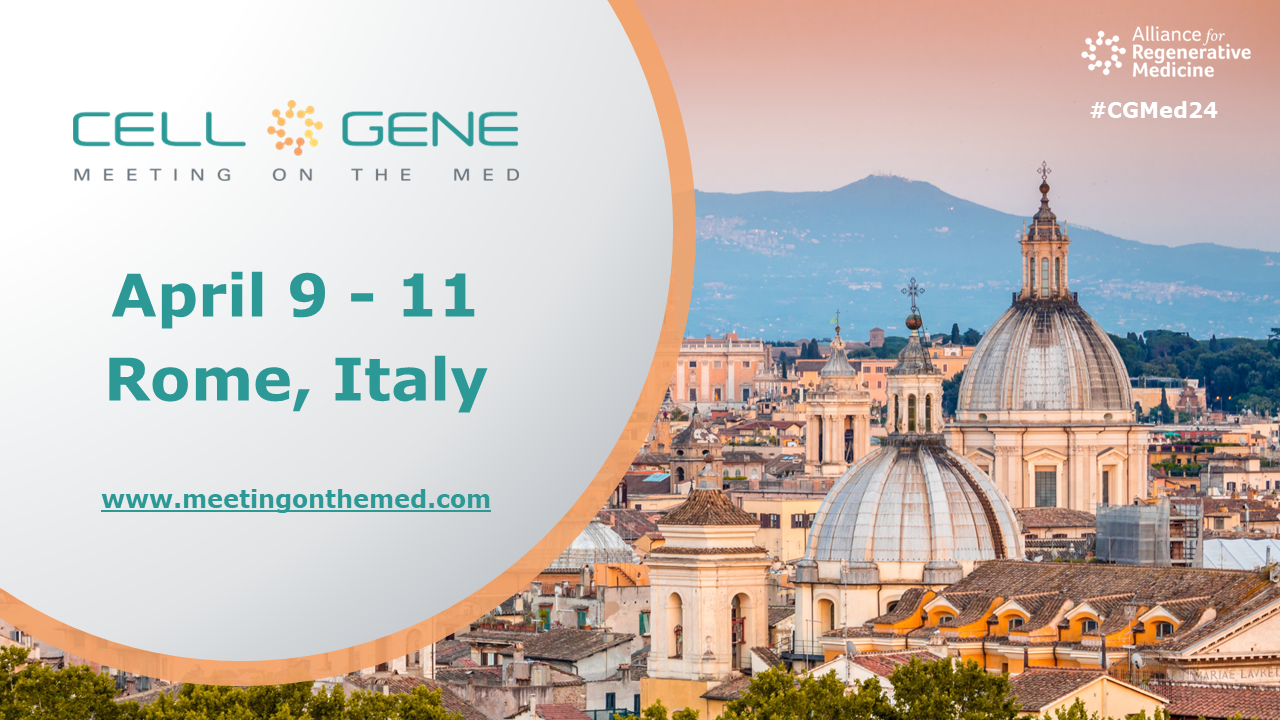 CELL GENE
MEETING ON THE MED
April 9 - 11
Rome, Italy
www.meetingonthemed.com
Alliance for
Regenerative
Medicine
#CGMed24